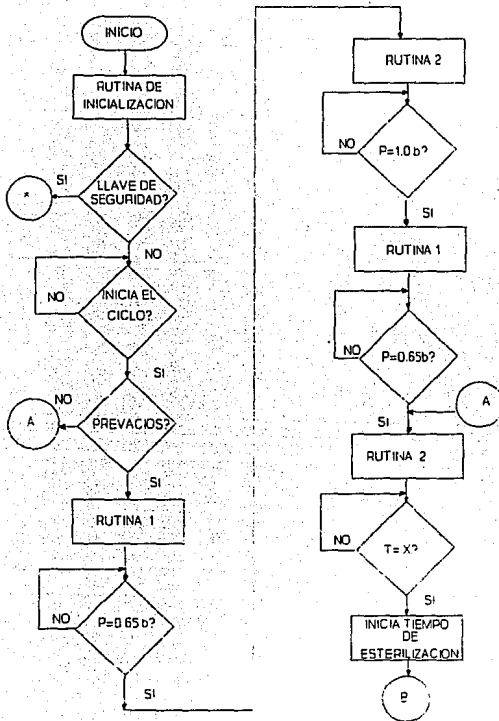 INICIO
RUTINA DE
INICIALIZACION
LLAVE DE
SEGURIDAD?
SI
*
NO
INICIA EL
CICLO?
NO
SI
PREVACIOS?
NO
A
SI
RUTINA 1
P=0.65 b?
NO
SI
RUTINA 2
P=1.0 b?
NO
SI
RUTINA 1
P=0.65b?
NO
A
SI
RUTINA 2
T= X?
NO
SI
INICIA TIEMPO
DE
ESTERILIZACION
B